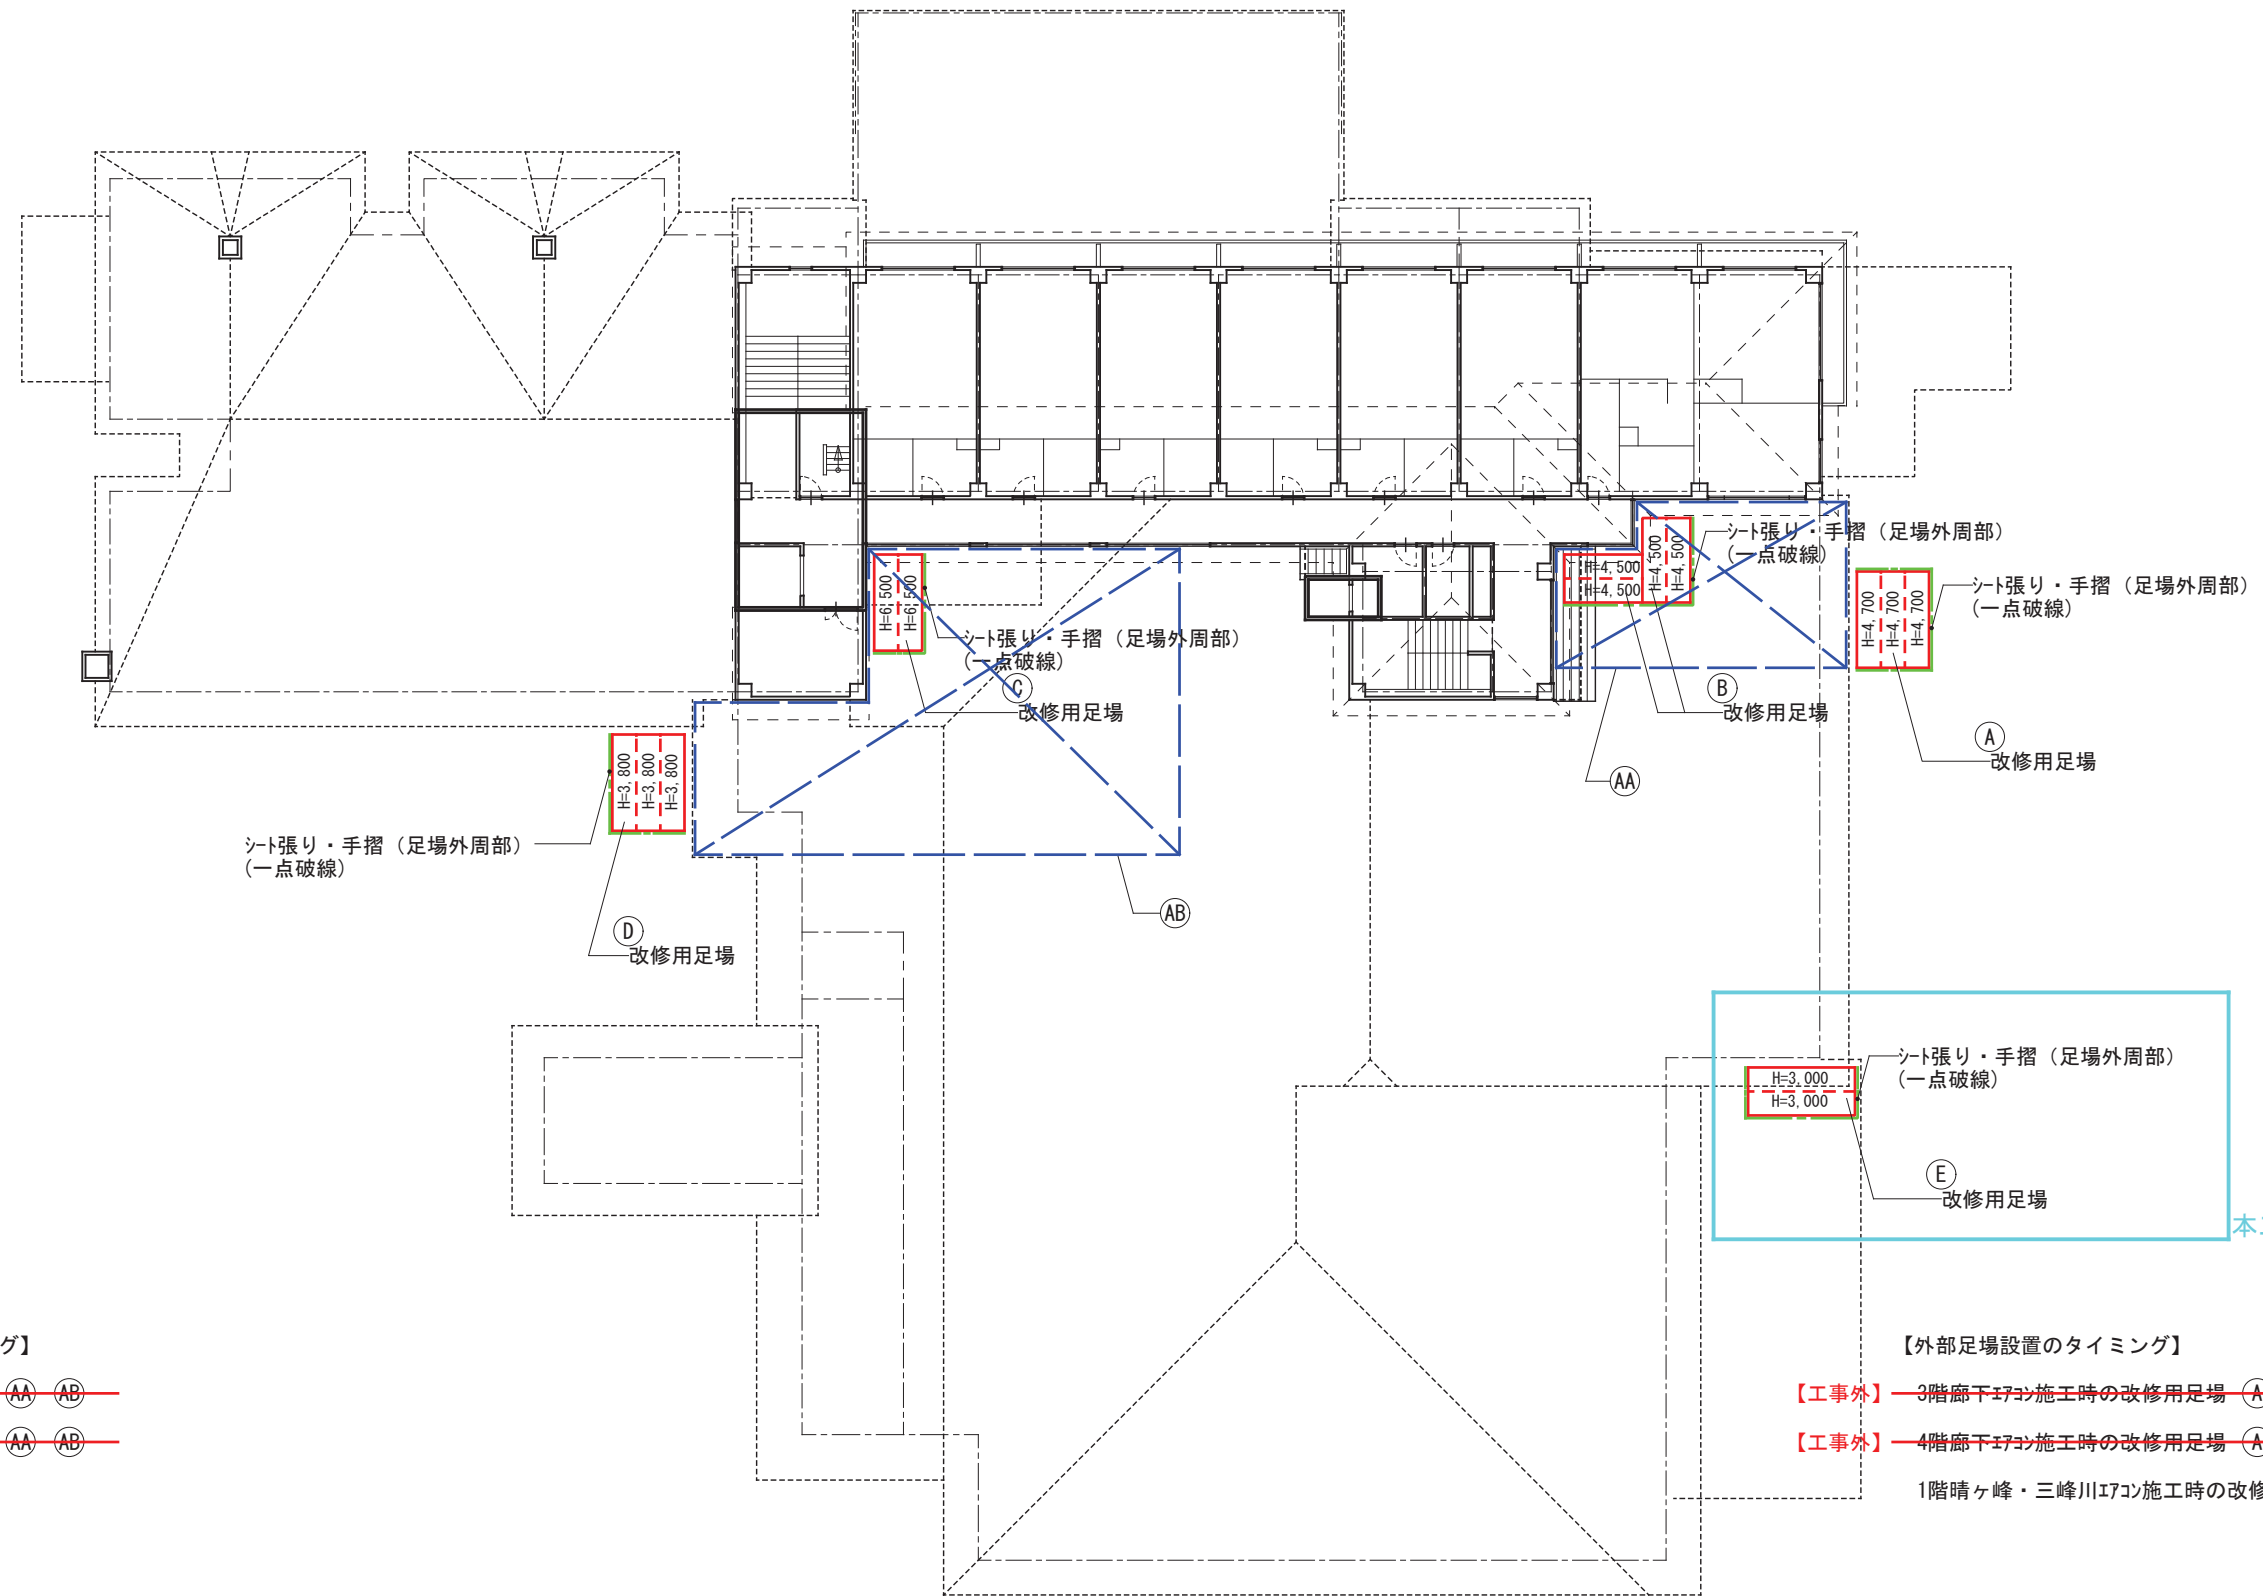 シート張り・手摺（足場外周部）
（一点破線）
H=4,500
H=4,500
H=4,500
H=4,500
シート張り・手摺（足場外周部）
（一点破線）
H=4,700
H=4,700
H=4,700
H=6,500
H=6,500
シート張り・手摺（足場外周部）
（一点破線）
C
改修用足場
B
改修用足場
A
改修用足場
AA
H=3,800
H=3,800
H=3,800
シート張り・手摺（足場外周部）
（一点破線）
AB
D
改修用足場
シート張り・手摺（足場外周部）
（一点破線）
H=3,000
H=3,000
E
改修用足場
本
グ】
【外部足場設置のタイミング】
AA AB
【工事外】 3階廊下エアコン施工時の改修用足場 A
AA AB
【工事外】 4階廊下エアコン施工時の改修用足場 A
1階晴ヶ峰・三峰川エアコン施工時の改修